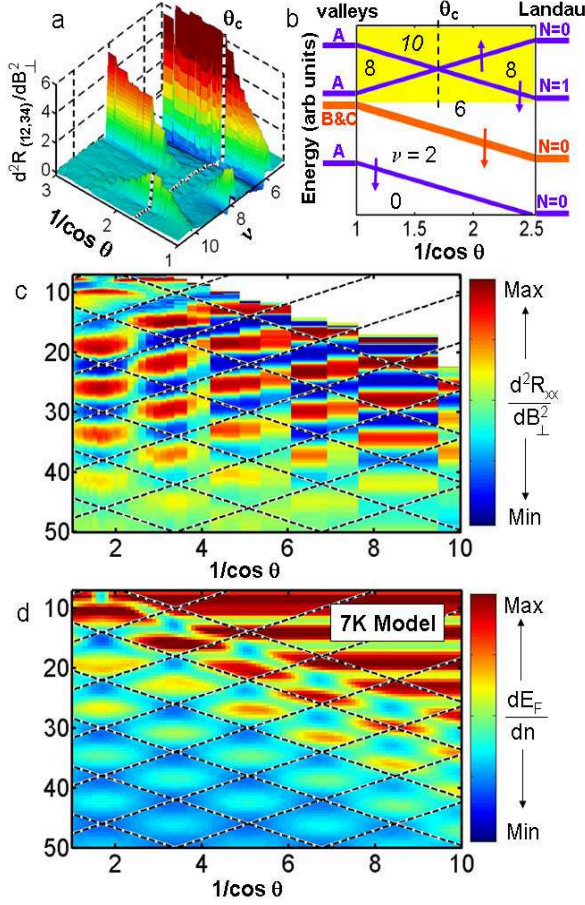 a
θc
d²R(12,34)/dB²⊥
6
4
2
0
3
2
1
1/cos θ
10
8
6
ν
b
valleys
Landau
θc
Energy (arb units)
A
A
B&C
A
10
8
8
6
ν = 2
0
N=0
N=1
N=0
N=0
1
1.5
2
2.5
1/cos θ
c
10
20
30
40
50
2
4
6
8
10
1/cos θ
Max
d²Rxx
dB²⊥
Min
d
7K Model
10
20
30
40
50
2
4
6
8
10
1/cos θ
Max
dEF
dn
Min